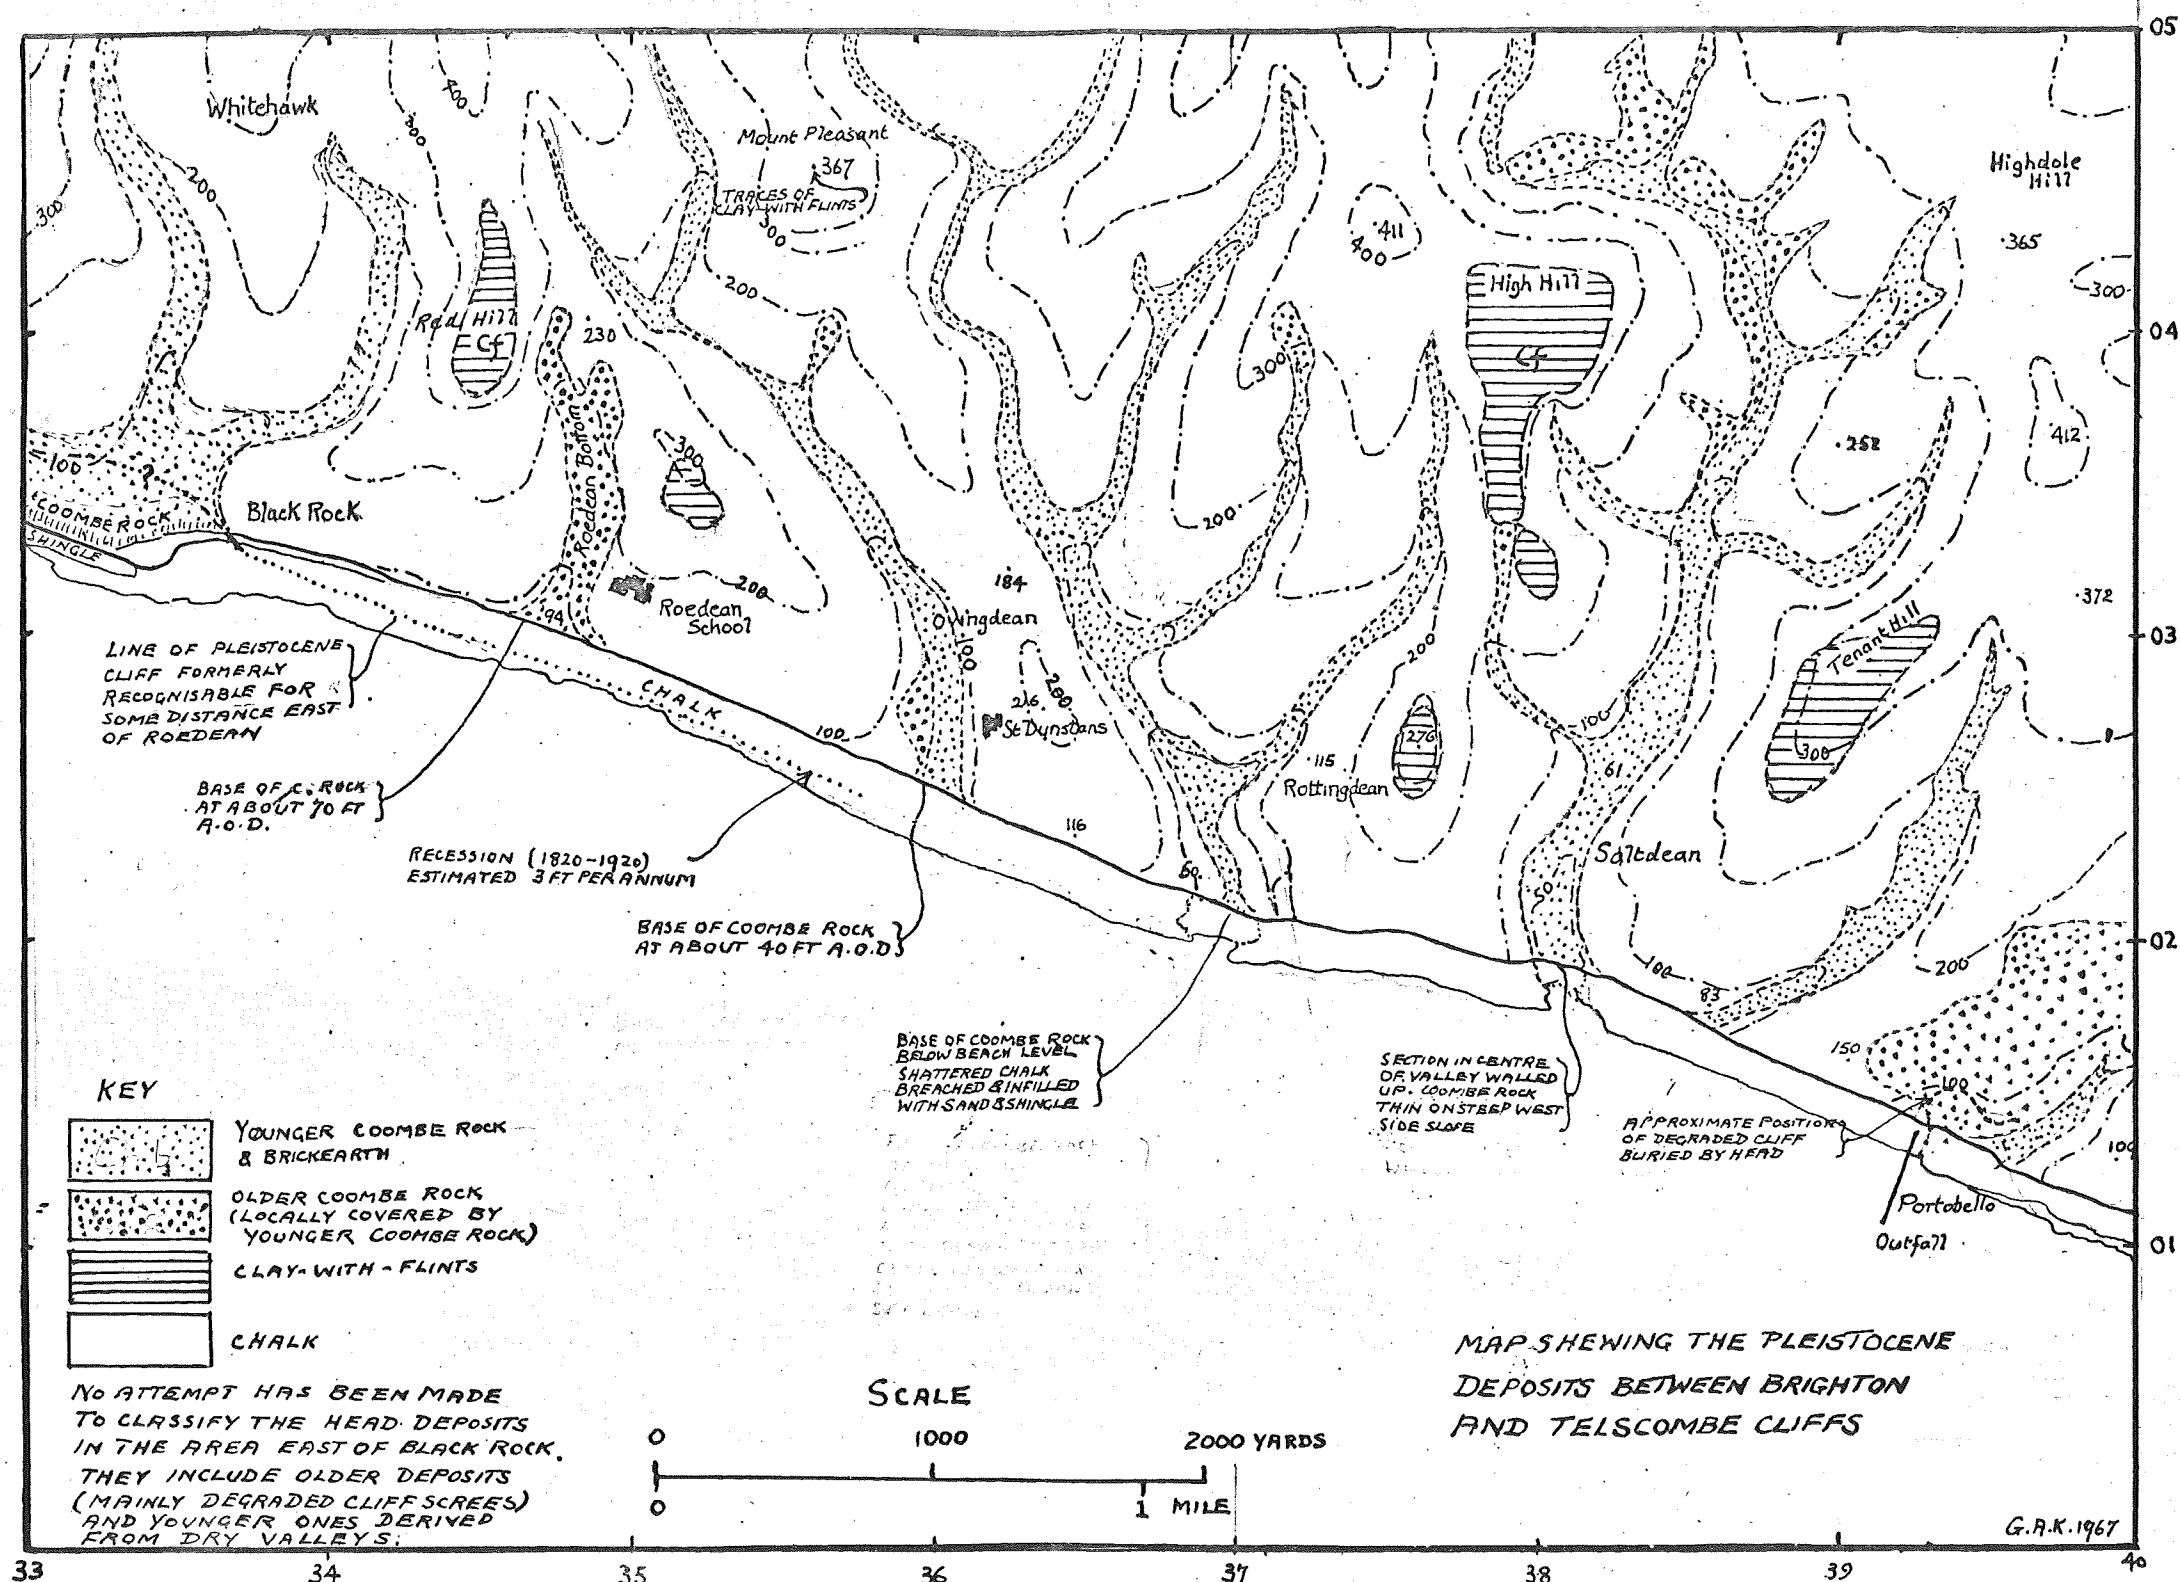 05
Whitehawk
400
300
Mount Pleasant
.367
TRACES OF
CLAY-WITH FLINTS
300
200
300
Highdole
Hill
.411
400
.365
High Hill
Cf
300
200
Red Hill
Cf
230
04
300
Roedean Bottom
300
.252
412
100
?
COOMBE ROCK
SHINGLE
Black Rock
200
184
200
Roedean
School
94
Ovingdean
100
200
.372
03
Tenant Hill
300
LINE OF PLEISTOCENE
CLIFF FORMERLY
RECOGNISABLE FOR
SOME DISTANCE EAST
OF ROEDEAN
CHALK
216.
200
St Dunstans
100
276
100
61
.115
Rottingdean
BASE OF C. ROCK
AT ABOUT 70 FT
A.O.D.
116
RECESSION (1820-1920)
ESTIMATED 3 FT PER ANNUM
Saltdean
60
50
BASE OF COOMBE ROCK
AT ABOUT 40 FT A.O.D
02
100
200
83
BASE OF COOMBE ROCK
BELOW BEACH LEVEL
SHATTERED CHALK
BREACHED & INFILLED
WITH SAND & SHINGLE
SECTION IN CENTRE
OF VALLEY WALLED
UP. COOMBE ROCK
THIN ON STEEP WEST
SIDE SLOPE
150
100
APPROXIMATE POSITION
OF DEGRADED CLIFF
BURIED BY HEAD
100
Portobello
Outfall
01
KEY
YOUNGER COOMBE ROCK
& BRICKEARTH
OLDER COOMBE ROCK
(LOCALLY COVERED BY
YOUNGER COOMBE ROCK)
CLAY-WITH-FLINTS
CHALK
NO ATTEMPT HAS BEEN MADE
TO CLASSIFY THE HEAD DEPOSITS
IN THE AREA EAST OF BLACK ROCK.
THEY INCLUDE OLDER DEPOSITS
(MAINLY DEGRADED CLIFF SCREES)
AND YOUNGER ONES DERIVED
FROM DRY VALLEYS.
SCALE
0 1000 2000 YARDS
0 1 MILE
MAP SHEWING THE PLEISTOCENE
DEPOSITS BETWEEN BRIGHTON
AND TELSCOMBE CLIFFS
G.A.K. 1967
33 34 35 36 37 38 39 40